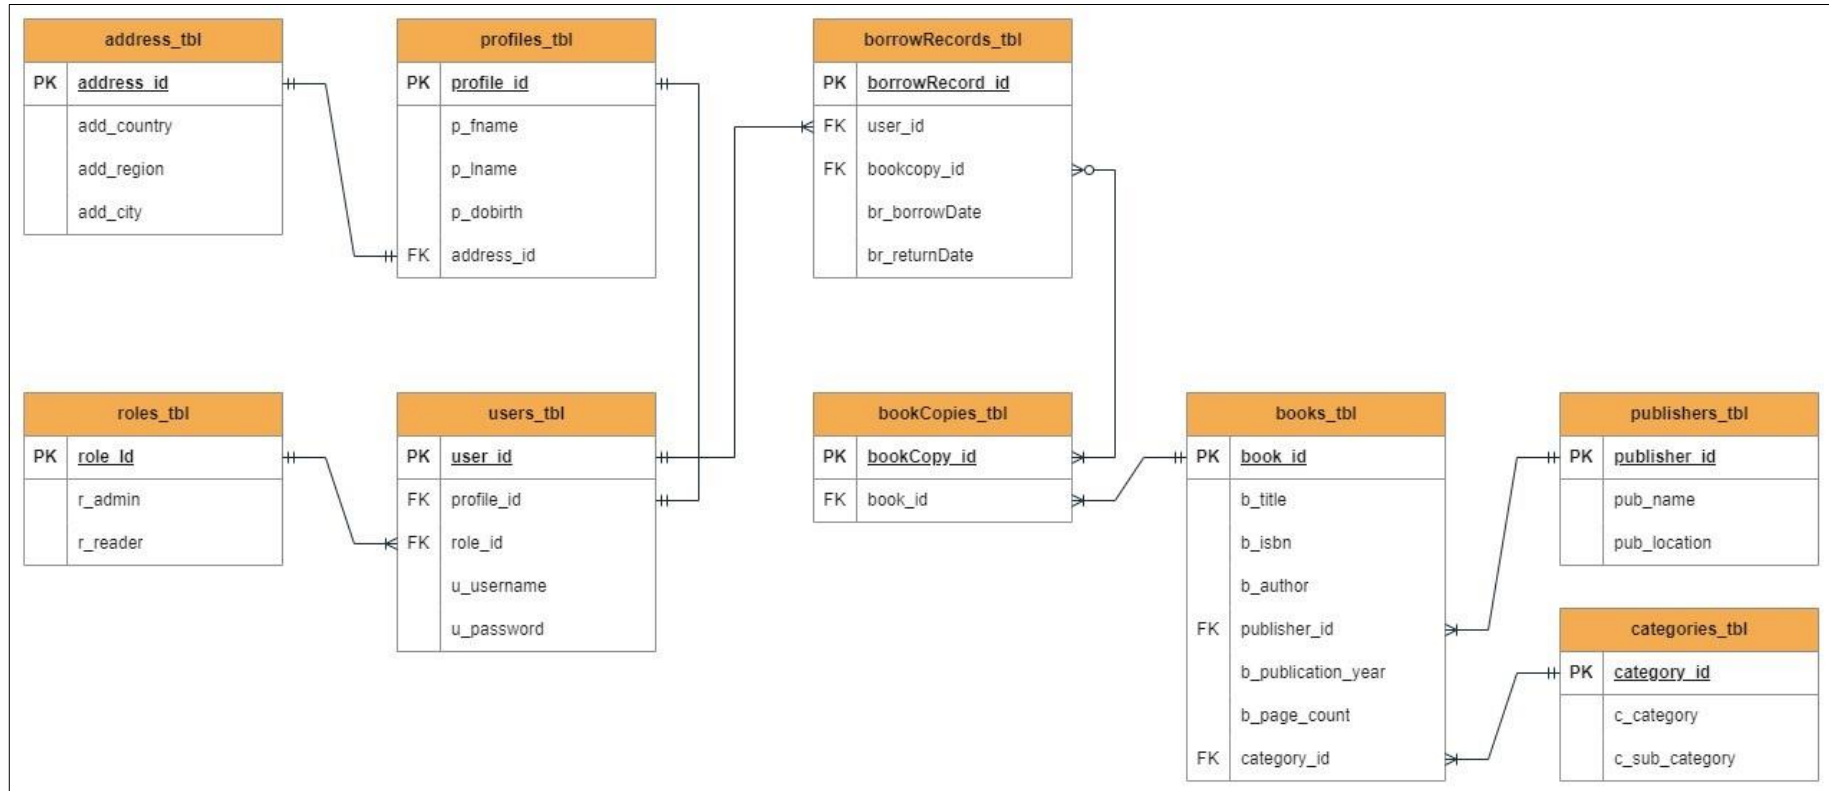 address_tbl
PK address_id
add_country
add_region
add_city
profiles_tbl
PK profile_id
p_fname
p_lname
p_dobirth
FK address_id
borrowRecords_tbl
PK borrowRecord_id
FK user_id
FK bookcopy_id
br_borrowDate
br_returnDate
roles_tbl
PK role_Id
r_admin
r_reader
users_tbl
PK user_id
FK profile_id
FK role_id
u_username
u_password
bookCopies_tbl
PK bookCopy_id
FK book_id
books_tbl
PK book_id
b_title
b_isbn
b_author
FK publisher_id
b_publication_year
b_page_count
FK category_id
publishers_tbl
PK publisher_id
pub_name
pub_location
categories_tbl
PK category_id
c_category
c_sub_category